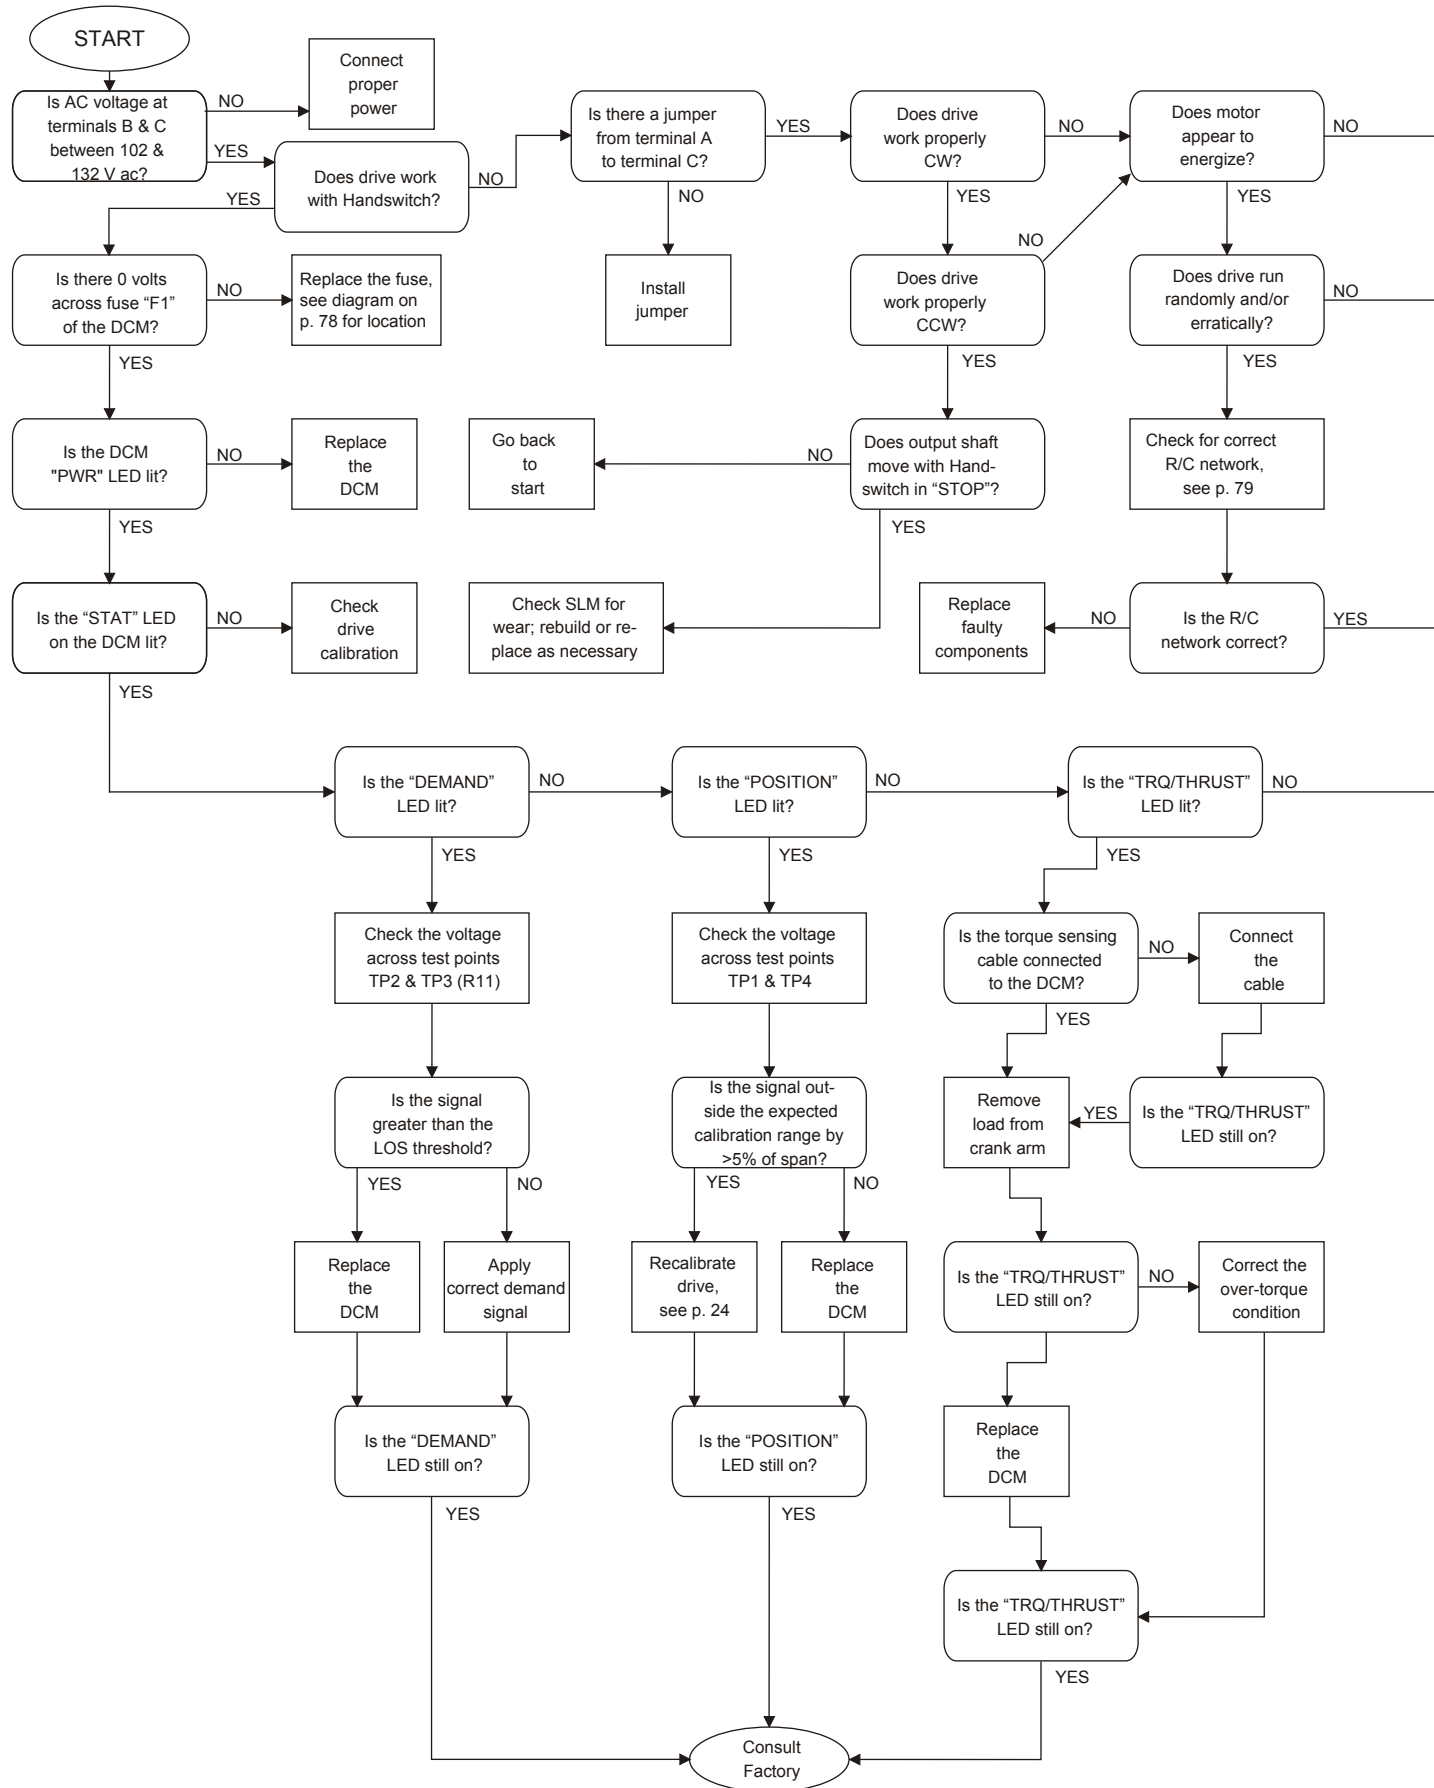 START
Is AC voltage at
terminals B & C
between 102 &
132 V ac?
NO
Connect
proper
power
YES
Does drive work
with Handswitch?
NO
YES
Is there a jumper
from terminal A
to terminal C?
YES
NO
Install
jumper
Does drive
work properly
CW?
NO
YES
Does motor
appear to
energize?
NO
YES
Is there 0 volts
across fuse “F1”
of the DCM?
NO
Replace the fuse,
see diagram on
p. 78 for location
YES
Does drive
work properly
CCW?
NO
YES
Does drive run
randomly and/or
erratically?
NO
YES
Is the DCM
"PWR" LED lit?
NO
Replace
the
DCM
YES
Go back
to
start
NO
Does output shaft
move with Hand-
switch in “STOP”?
YES
Check for correct
R/C network,
see p. 79
Is the “STAT” LED
on the DCM lit?
NO
Check
drive
calibration
YES
Check SLM for
wear; rebuild or re-
place as necessary
Replace
faulty
components
NO
Is the R/C
network correct?
YES
Is the “DEMAND”
LED lit?
NO
YES
Is the “POSITION”
LED lit?
NO
YES
Is the “TRQ/THRUST”
LED lit?
NO
YES
Check the voltage
across test points
TP2 & TP3 (R11)
Check the voltage
across test points
TP1 & TP4
Is the torque sensing
cable connected
to the DCM?
NO
Connect
the
cable
YES
Is the signal
greater than the
LOS threshold?
YES
NO
Is the signal out-
side the expected
calibration range by
>5% of span?
YES
NO
Remove
load from
crank arm
YES
Is the “TRQ/THRUST”
LED still on?
Replace
the
DCM
Apply
correct demand
signal
Recalibrate
drive,
see p. 24
Replace
the
DCM
Is the “TRQ/THRUST”
LED still on?
NO
Correct the
over-torque
condition
YES
Is the “DEMAND”
LED still on?
YES
Is the “POSITION”
LED still on?
YES
Replace
the
DCM
Is the “TRQ/THRUST”
LED still on?
YES
Consult
Factory